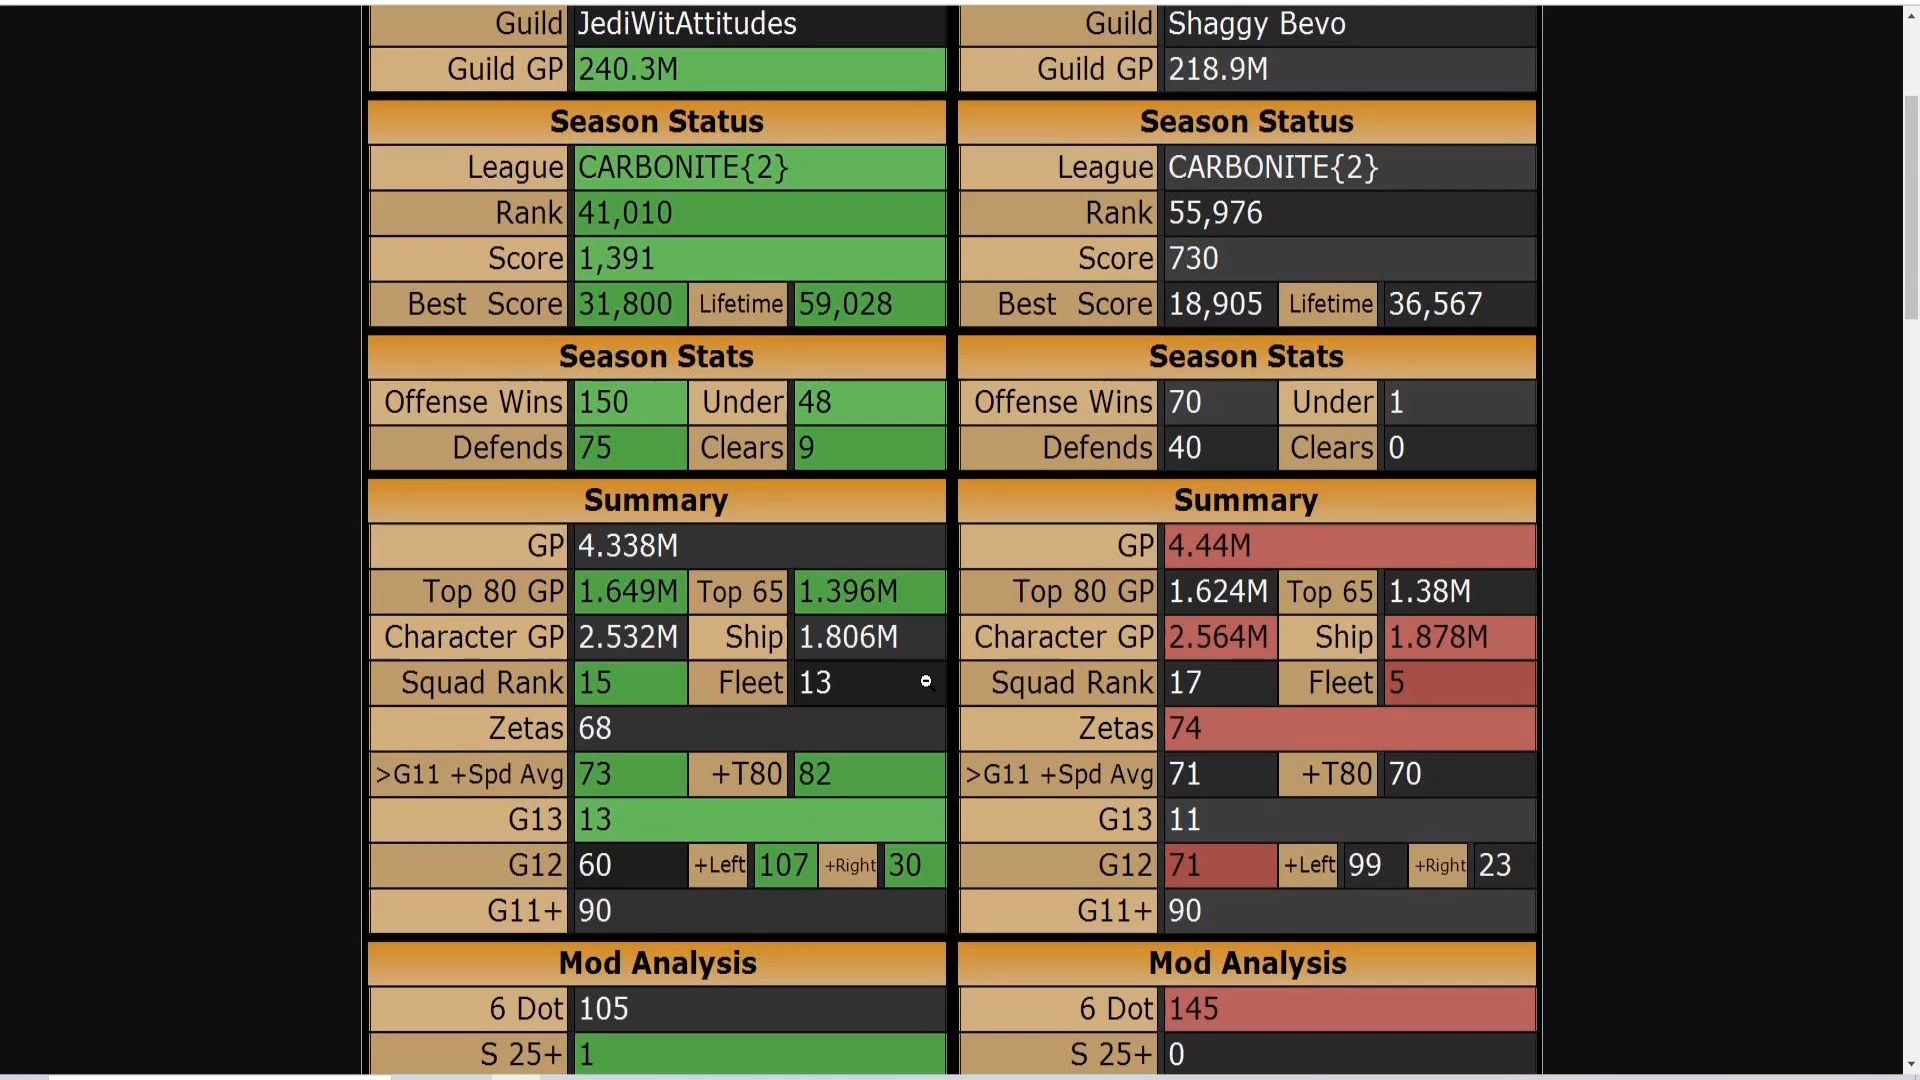 Guild JediWitAttitudes Guild Shaggy Bevo
Guild GP 240.3M Guild GP 218.9M
Season Status Season Status
League CARBONITE{2} League CARBONITE{2}
Rank 41,010 Rank 55,976
Score 1,391 Score 730
Best Score 31,800 Lifetime 59,028 Best Score 18,905 Lifetime 36,567
Season Stats Season Stats
Offense Wins 150 Under 48 Offense Wins 70 Under 1
Defends 75 Clears 9 Defends 40 Clears 0
Summary Summary
GP 4.338M GP 4.44M
Top 80 GP 1.649M Top 65 1.396M Top 80 GP 1.624M Top 65 1.38M
Character GP 2.532M Ship 1.806M Character GP 2.564M Ship 1.878M
Squad Rank 15 Fleet 13 Squad Rank 17 Fleet 5
Zetas 68 Zetas 74
>G11 +Spd Avg 73 +T80 82 >G11 +Spd Avg 71 +T80 70
G13 13 G13 11
G12 60 +Left 107 +Right 30 G12 71 +Left 99 +Right 23
G11+ 90 G11+ 90
Mod Analysis Mod Analysis
6 Dot 105 6 Dot 145
S 25+ 1 S 25+ 0